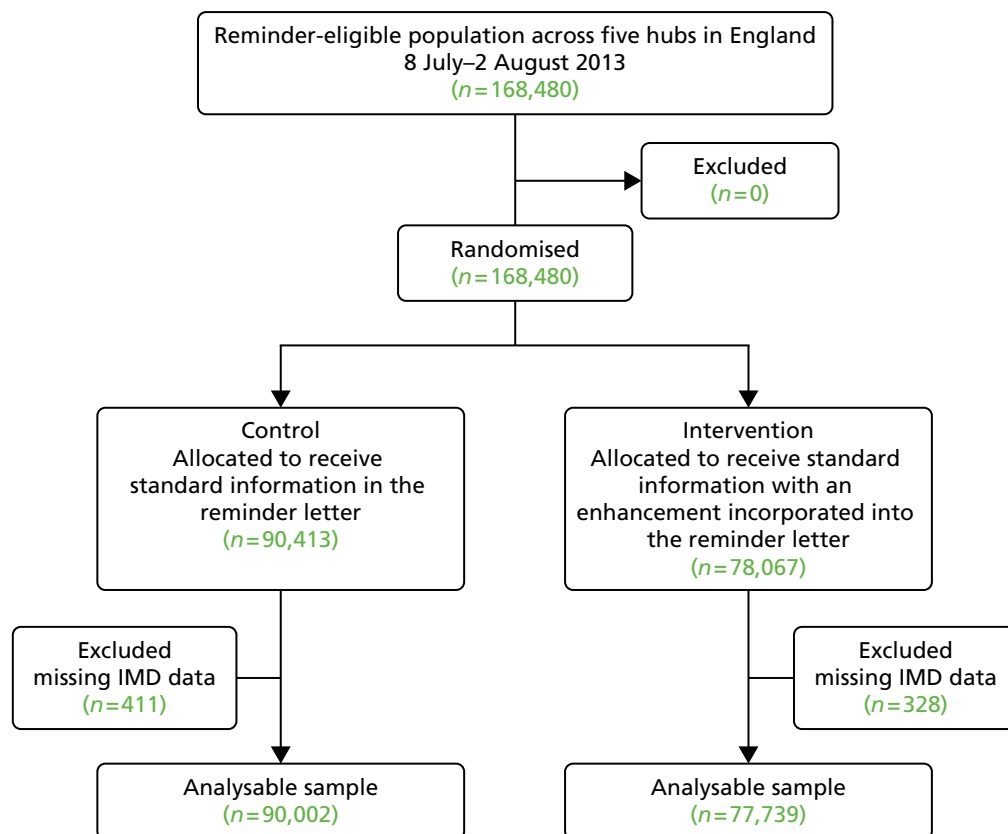 Reminder-eligible population across five hubs in England
8 July–2 August 2013
(n=168,480)
Excluded
(n=0)
Randomised
(n=168,480)
Control
Allocated to receive
standard information in the
reminder letter
(n=90,413)
Intervention
Allocated to receive standard
information with an
enhancement incorporated into
the reminder letter
(n=78,067)
Excluded
missing IMD data
(n=411)
Excluded
missing IMD data
(n=328)
Analysable sample
(n=90,002)
Analysable sample
(n=77,739)